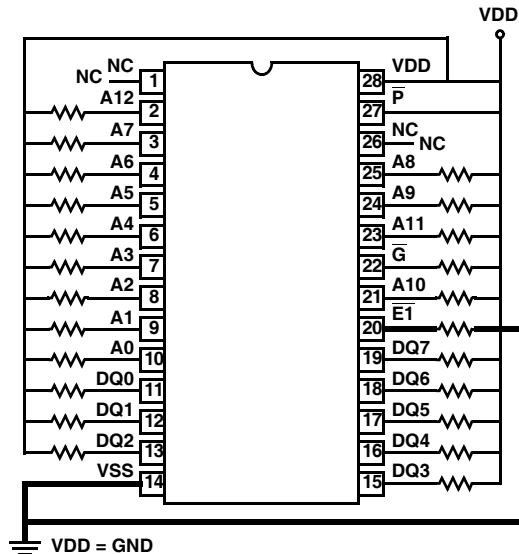 VDD
NC
NC
1
28
VDD
A12
2
27
P
A7
3
26
NC
NC
A6
4
25
A8
A5
5
24
A9
A4
6
23
A11
A3
7
22
G
A2
8
21
A10
A1
9
20
E1
A0
10
19
DQ7
DQ0
11
18
DQ6
DQ1
12
17
DQ5
DQ2
13
16
DQ4
VSS
14
15
DQ3
VDD = GND